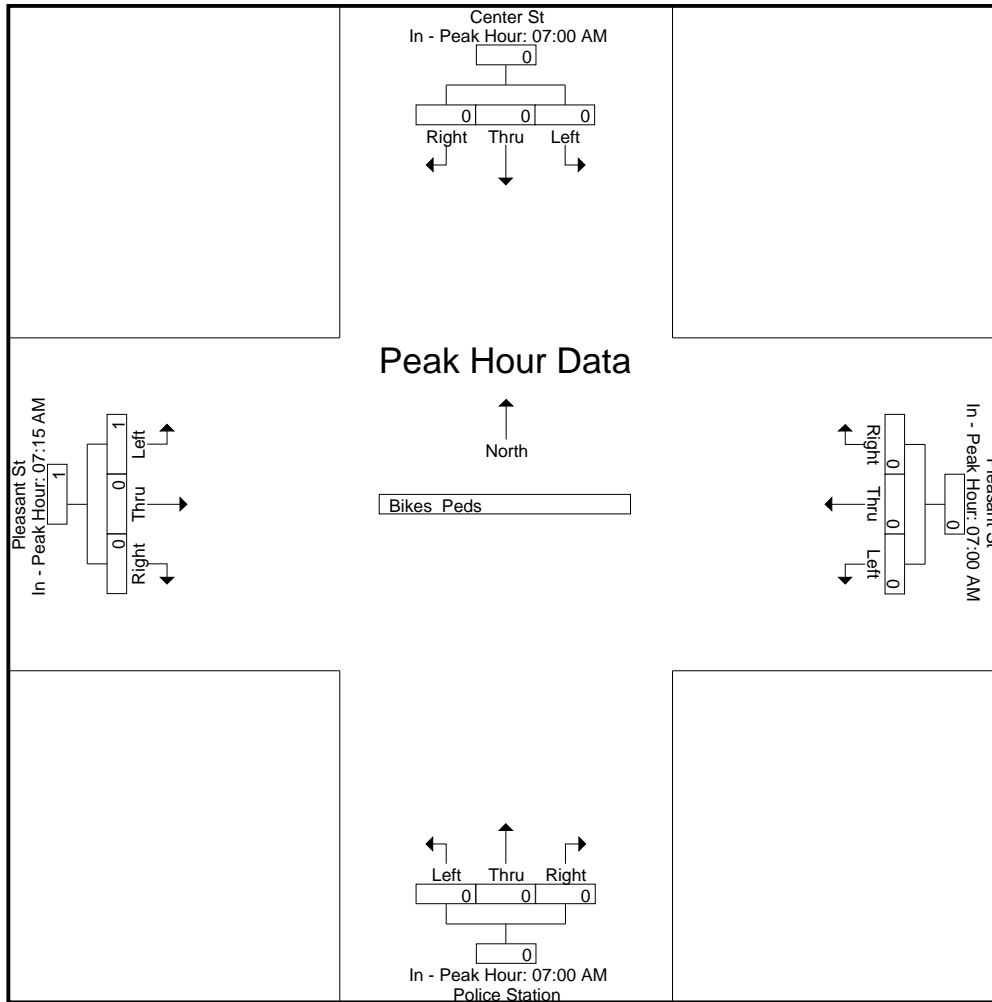 Center St
In - Peak Hour: 07:00 AM
0
0 0 0
Right Thru Left
Peak Hour Data
North
Bikes Peds
Pleasant St
In - Peak Hour: 07:15 AM
1
1 0 0
Left Thru Right
Pleasant St
In - Peak Hour: 07:00 AM
0
0 0 0
Right Thru Left
Left Thru Right
0 0 0
0
In - Peak Hour: 07:00 AM
Police Station